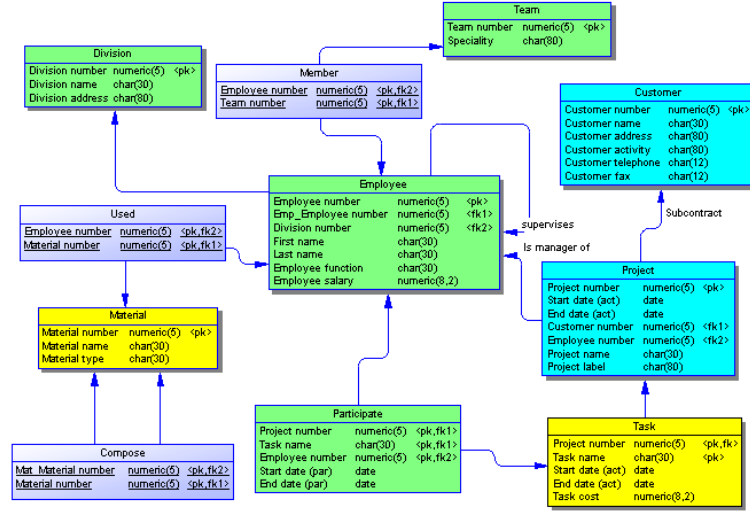 Team
Team number numeric(5) <pk>
Speciality char(80)
Division
Division number numeric(5) <pk>
Division name char(30)
Division address char(80)
Member
Employee number numeric(5) <pk,fk2>
Team number numeric(5) <pk,fk1>
Customer
Customer number numeric(5) <pk>
Customer name char(30)
Customer address char(80)
Customer activity char(80)
Customer telephone char(12)
Customer fax char(12)
Employee
Employee number numeric(5) <pk>
Emp_Employee number numeric(5) <fk1>
Division number numeric(5) <fk2>
First name char(30)
Last name char(30)
Employee function char(30)
Employee salary numeric(8,2)
supervises
Is manager of
Subcontract
Used
Employee number numeric(5) <pk,fk2>
Material number numeric(5) <pk,fk1>
Project
Project number numeric(5) <pk>
Start date (act) date
End date (act) date
Customer number numeric(5) <fk1>
Employee number numeric(5) <fk2>
Project name char(30)
Project label char(80)
Material
Material number numeric(5) <pk>
Material name char(30)
Material type char(30)
Participate
Project number numeric(5) <pk,fk1>
Task name char(30) <pk,fk1>
Employee number numeric(5) <pk,fk2>
Start date (par) date
End date (par) date
Task
Project number numeric(5) <pk,fk>
Task name char(30) <pk>
Start date (act) date
End date (act) date
Task cost numeric(8,2)
Compose
Mat_Material number numeric(5) <pk,fk2>
Material number numeric(5) <pk,fk1>